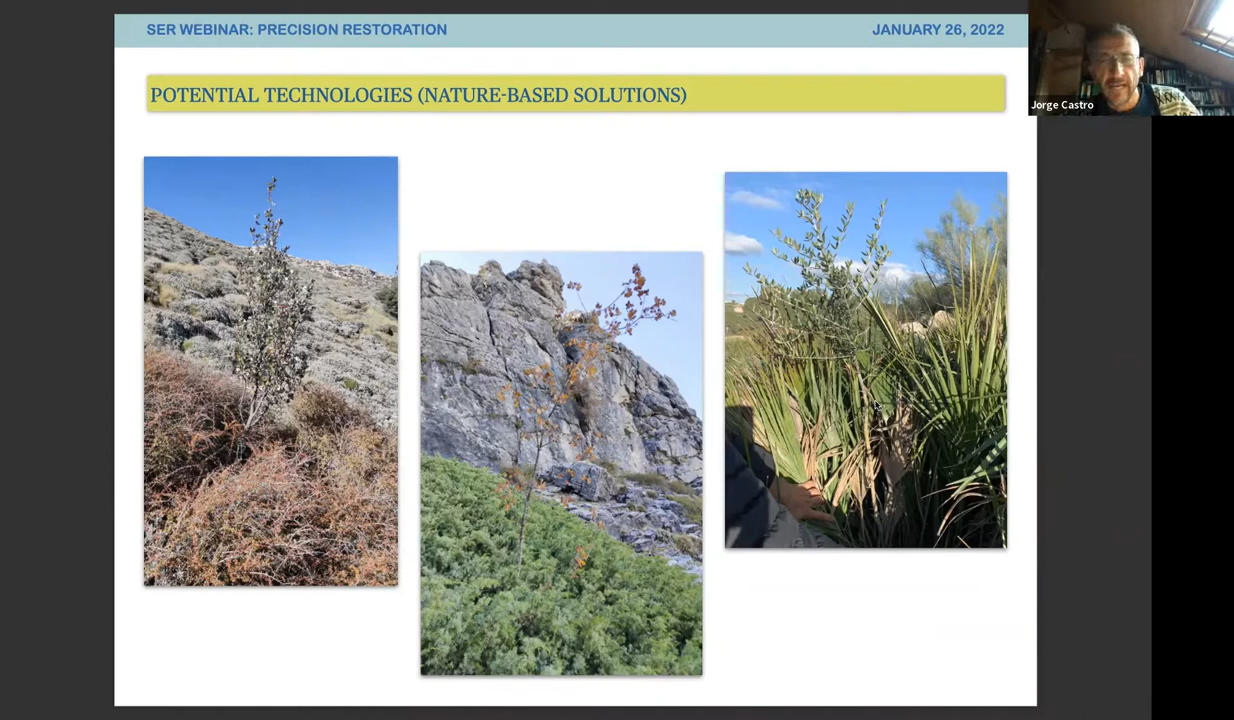 SER WEBINAR: PRECISION RESTORATION
JANUARY 26, 2022
POTENTIAL TECHNOLOGIES (NATURE-BASED SOLUTIONS)
Jorge Castro